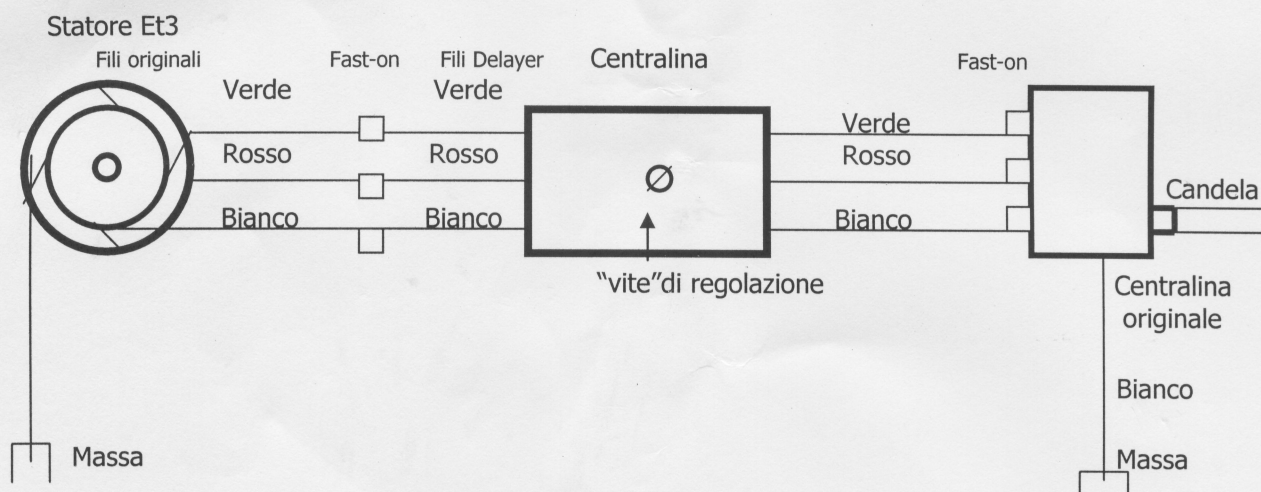 Statore Et3
Fili originali
Fast-on
Fili Delayer
Centralina
Fast-on
Verde
Verde
Verde
Rosso
Rosso
Rosso
Bianco
Bianco
Bianco
Candela
“vite”di regolazione
Centralina
originale
Bianco
Massa
Massa